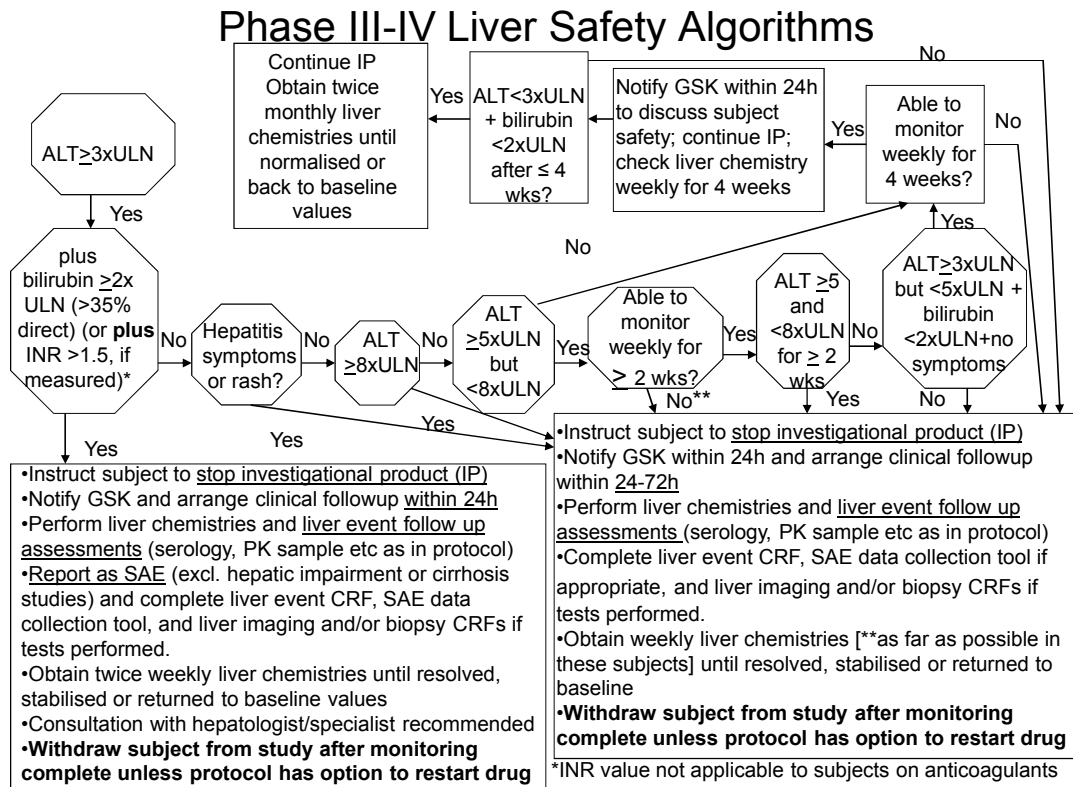 Phase III-IV Liver Safety Algorithms
ALT≥3xULN
Yes
Continue IP
Obtain twice
monthly liver
chemistries until
normalised or
back to baseline
values
Yes
ALT<3xULN
+ bilirubin
<2xULN
after ≤ 4
wks?
No
Notify GSK within 24h
to discuss subject
safety; continue IP;
check liver chemistry
weekly for 4 weeks
Yes
Able to
monitor
weekly for
4 weeks?
No
plus
bilirubin ≥2x
ULN (>35%
direct) (or plus
INR >1.5, if
measured)*
No
Hepatitis
symptoms
or rash?
No
ALT
≥8xULN
No
ALT
≥5xULN
but
<8xULN
No
Yes
Able to
monitor
weekly for
≥ 2 wks?
Yes
ALT ≥5
and
<8xULN
for ≥ 2
wks
No
ALT≥3xULN
but <5xULN +
bilirubin
<2xULN+no
symptoms
Yes
Yes
Yes
Yes
No**
Yes
No
•Instruct subject to stop investigational product (IP)
•Notify GSK and arrange clinical followup within 24h
•Perform liver chemistries and liver event follow up
assessments (serology, PK sample etc as in protocol)
•Report as SAE (excl. hepatic impairment or cirrhosis
studies) and complete liver event CRF, SAE data
collection tool, and liver imaging and/or biopsy CRFs if
tests performed.
•Obtain twice weekly liver chemistries until resolved,
stabilised or returned to baseline values
•Consultation with hepatologist/specialist recommended
•Withdraw subject from study after monitoring
complete unless protocol has option to restart drug
•Instruct subject to stop investigational product (IP)
•Notify GSK within 24h and arrange clinical followup
within 24-72h
•Perform liver chemistries and liver event follow up
assessments (serology, PK sample etc as in protocol)
•Complete liver event CRF, SAE data collection tool if
appropriate, and liver imaging and/or biopsy CRFs if
tests performed.
•Obtain weekly liver chemistries [**as far as possible in
these subjects] until resolved, stabilised or returned to
baseline
•Withdraw subject from study after monitoring
complete unless protocol has option to restart drug
*INR value not applicable to subjects on anticoagulants